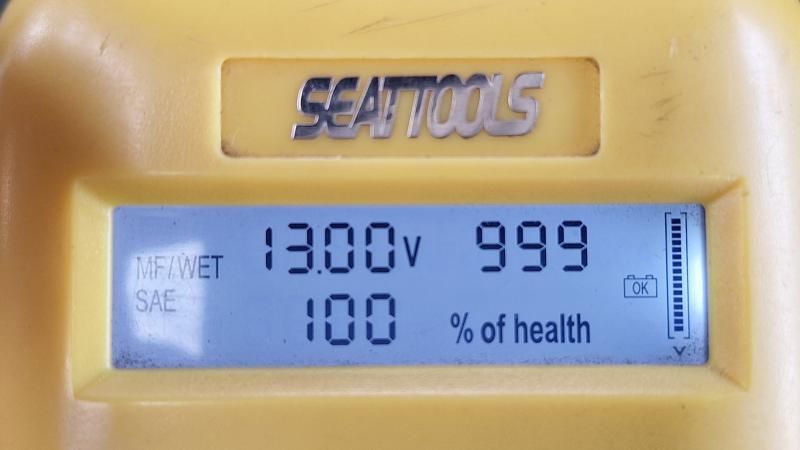 SEATTOOLS
MF/WET 13.00V 999
SAE 100 % of health
OK